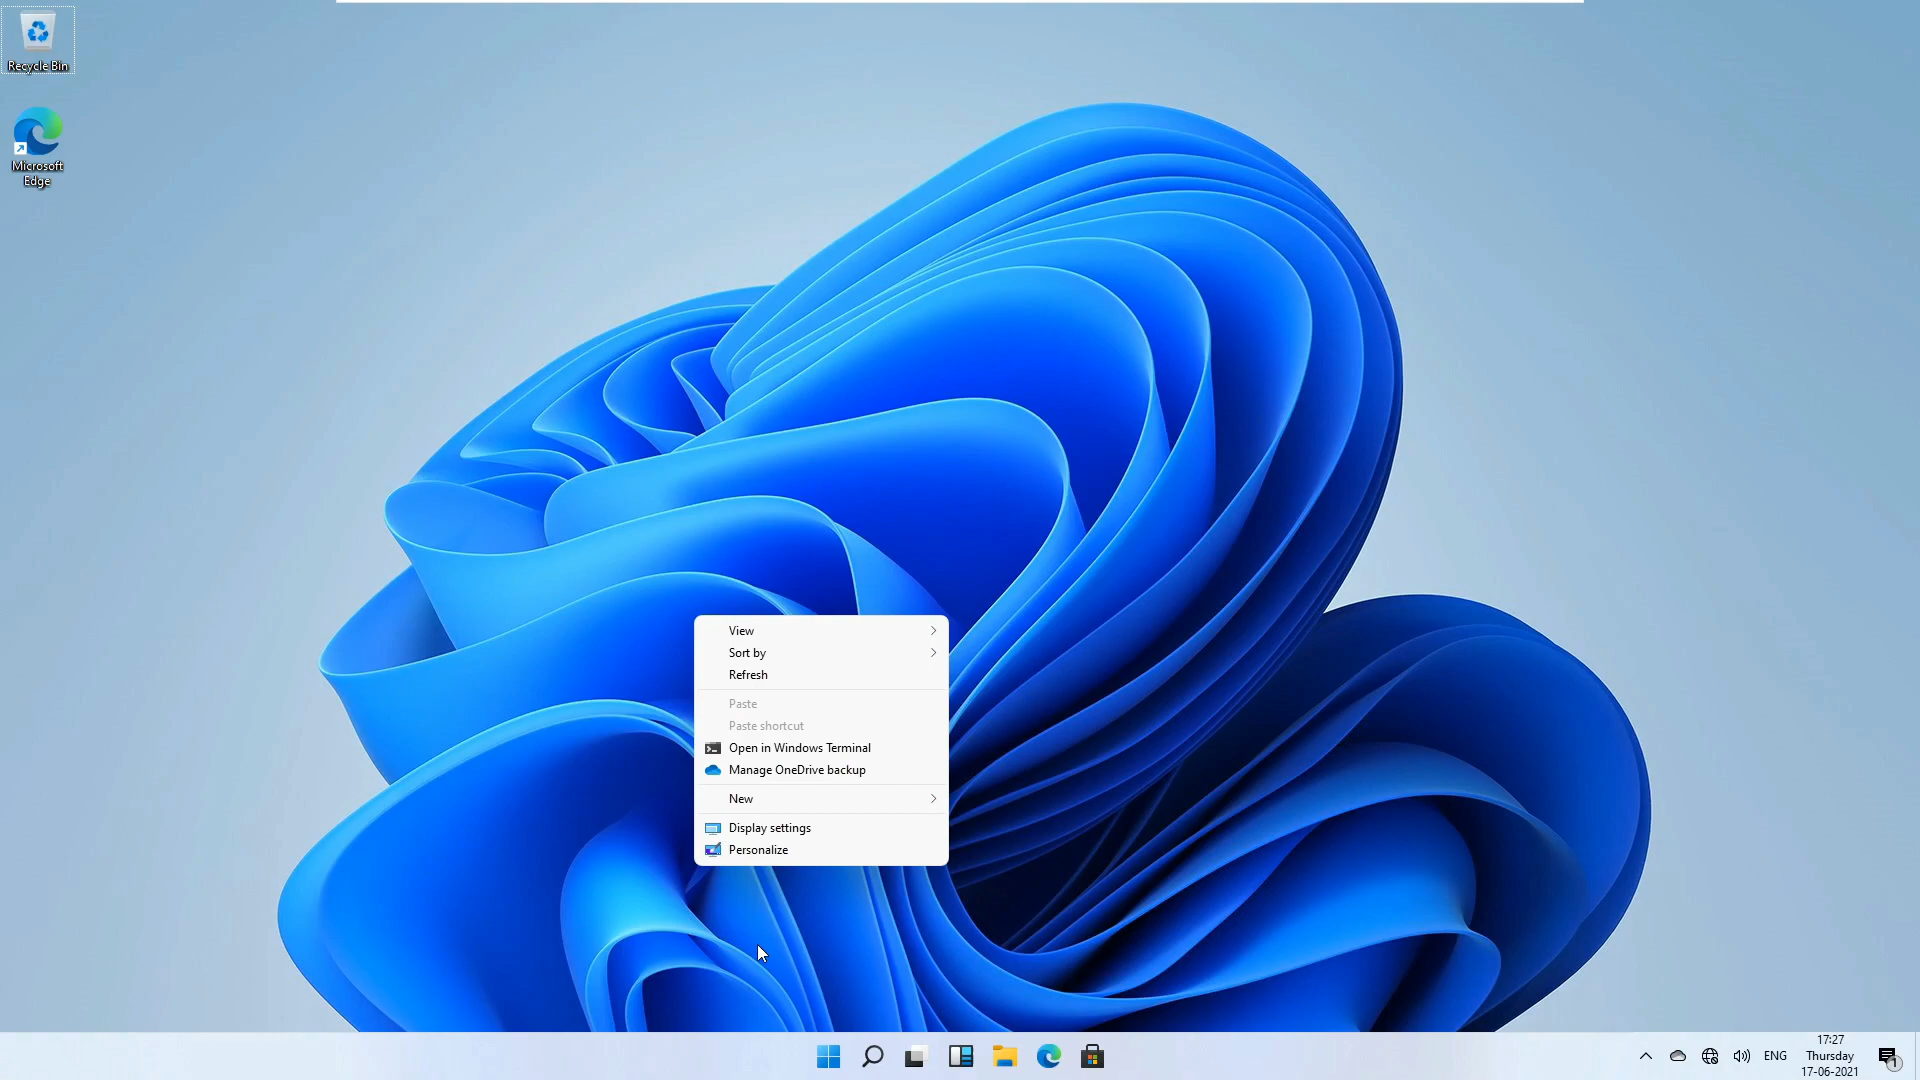 Recycle Bin
Microsoft
Edge
View
Sort by
Refresh
Paste
Paste shortcut
Open in Windows Terminal
Manage OneDrive backup
New
Display settings
Personalize
ENG
17:27
Thursday
17-06-2021
1